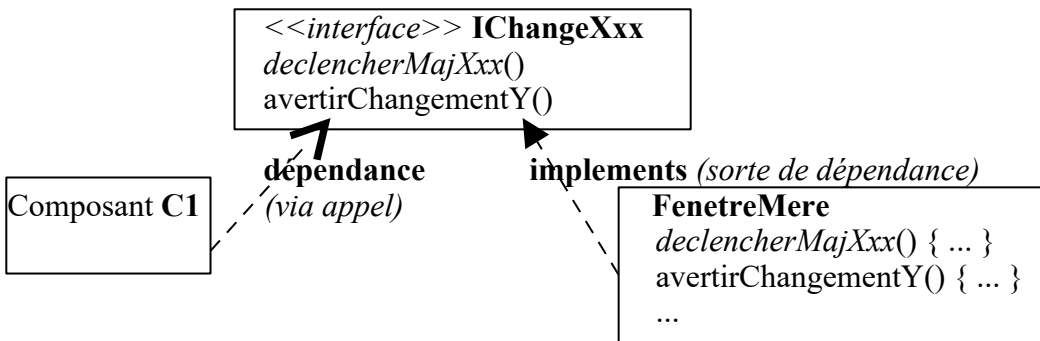 <<interface>> IChangeXxx
declencherMajXxx()
avertirChangementY()
dépendance
(via appel)
implements (sorte de dépendance)
Composant C1
FenetreMere
declencherMajXxx() { ... }
avertirChangementY() { ... }
...